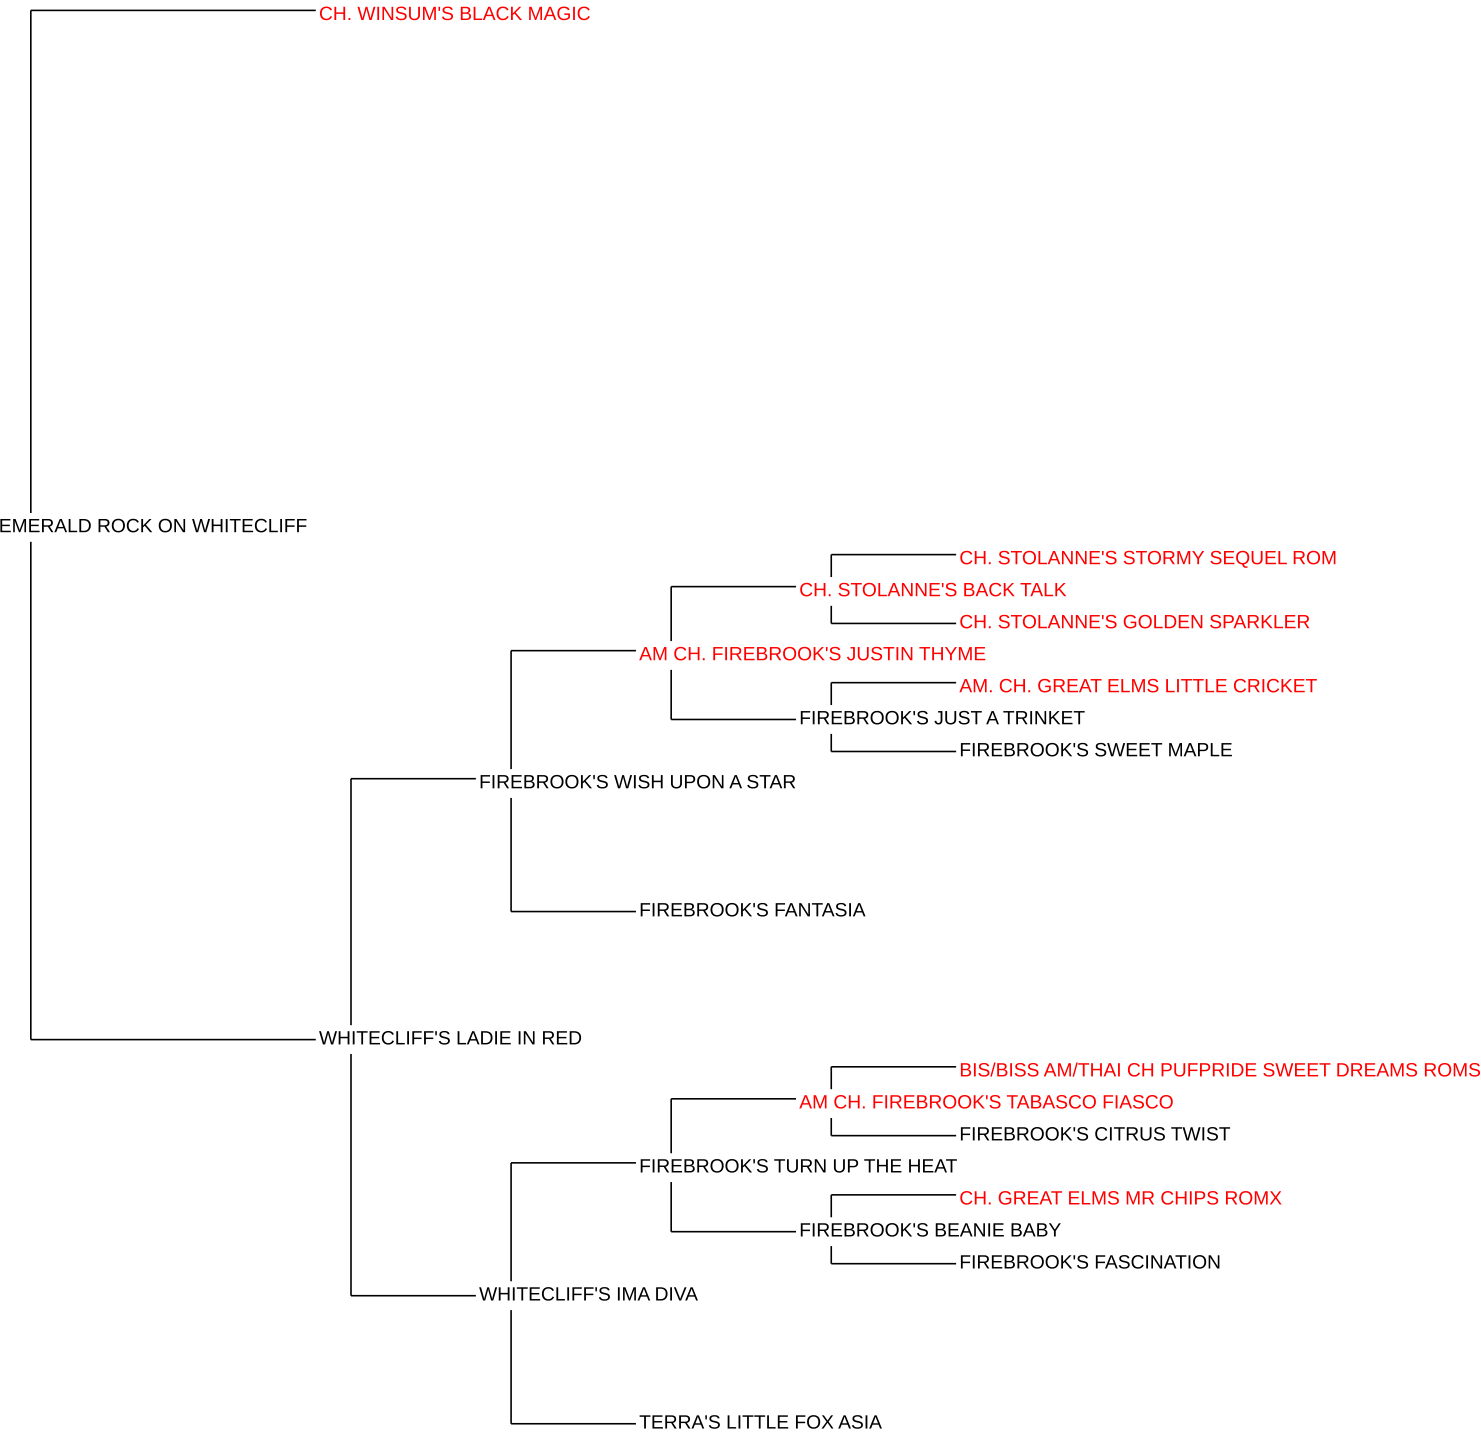 CH. WINSUM'S BLACK MAGIC
EMERALD ROCK ON WHITECLIFF
CH. STOLANNE'S STORMY SEQUEL ROM
CH. STOLANNE'S BACK TALK
CH. STOLANNE'S GOLDEN SPARKLER
AM CH. FIREBROOK'S JUSTIN THYME
AM. CH. GREAT ELMS LITTLE CRICKET
FIREBROOK'S JUST A TRINKET
FIREBROOK'S SWEET MAPLE
FIREBROOK'S WISH UPON A STAR
FIREBROOK'S FANTASIA
WHITECLIFF'S LADIE IN RED
BIS/BISS AM/THAI CH PUFPRIDE SWEET DREAMS ROMS
AM CH. FIREBROOK'S TABASCO FIASCO
FIREBROOK'S CITRUS TWIST
FIREBROOK'S TURN UP THE HEAT
CH. GREAT ELMS MR CHIPS ROMX
FIREBROOK'S BEANIE BABY
FIREBROOK'S FASCINATION
WHITECLIFF'S IMA DIVA
TERRA'S LITTLE FOX ASIA